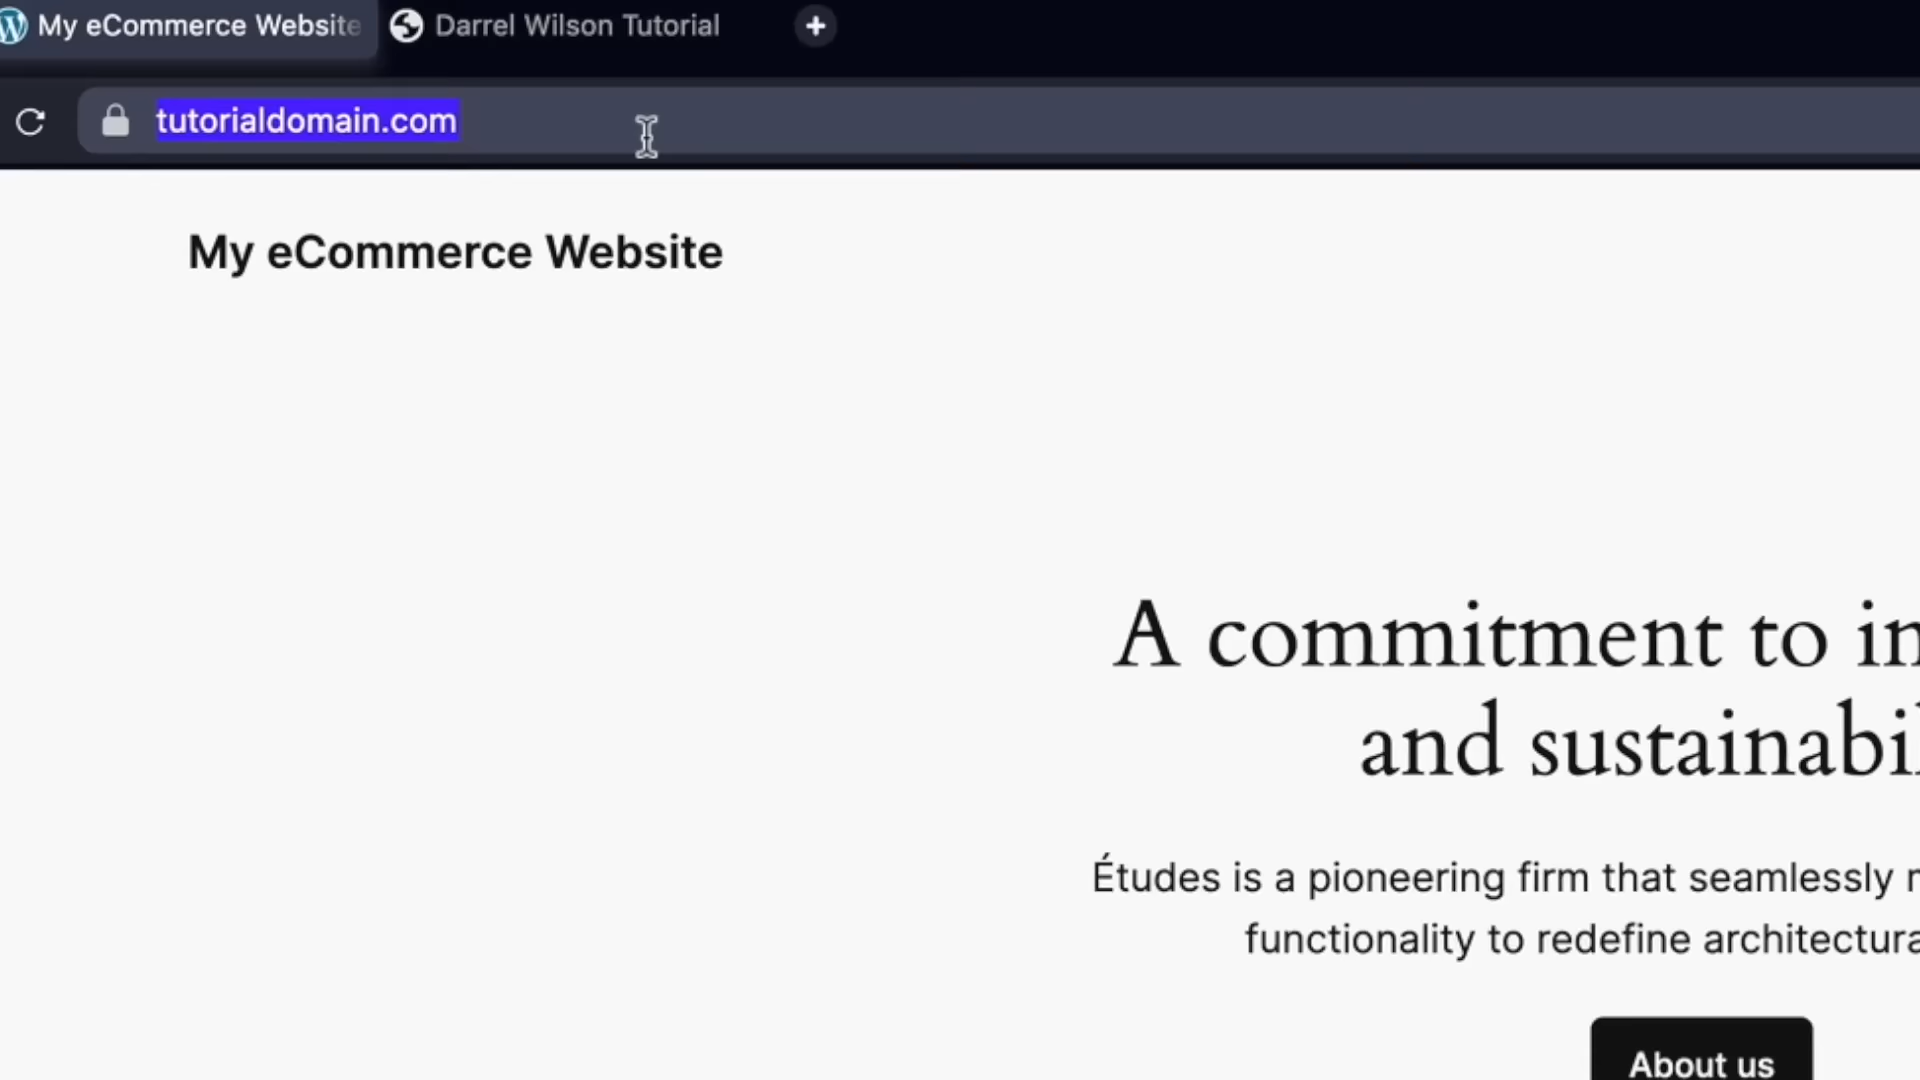 My eCommerce Website
Darrel Wilson Tutorial
tutorialdomain.com
My eCommerce Website
A commitment to in
and sustainabil
Études is a pioneering firm that seamlessly
functionality to redefine architectura
About us